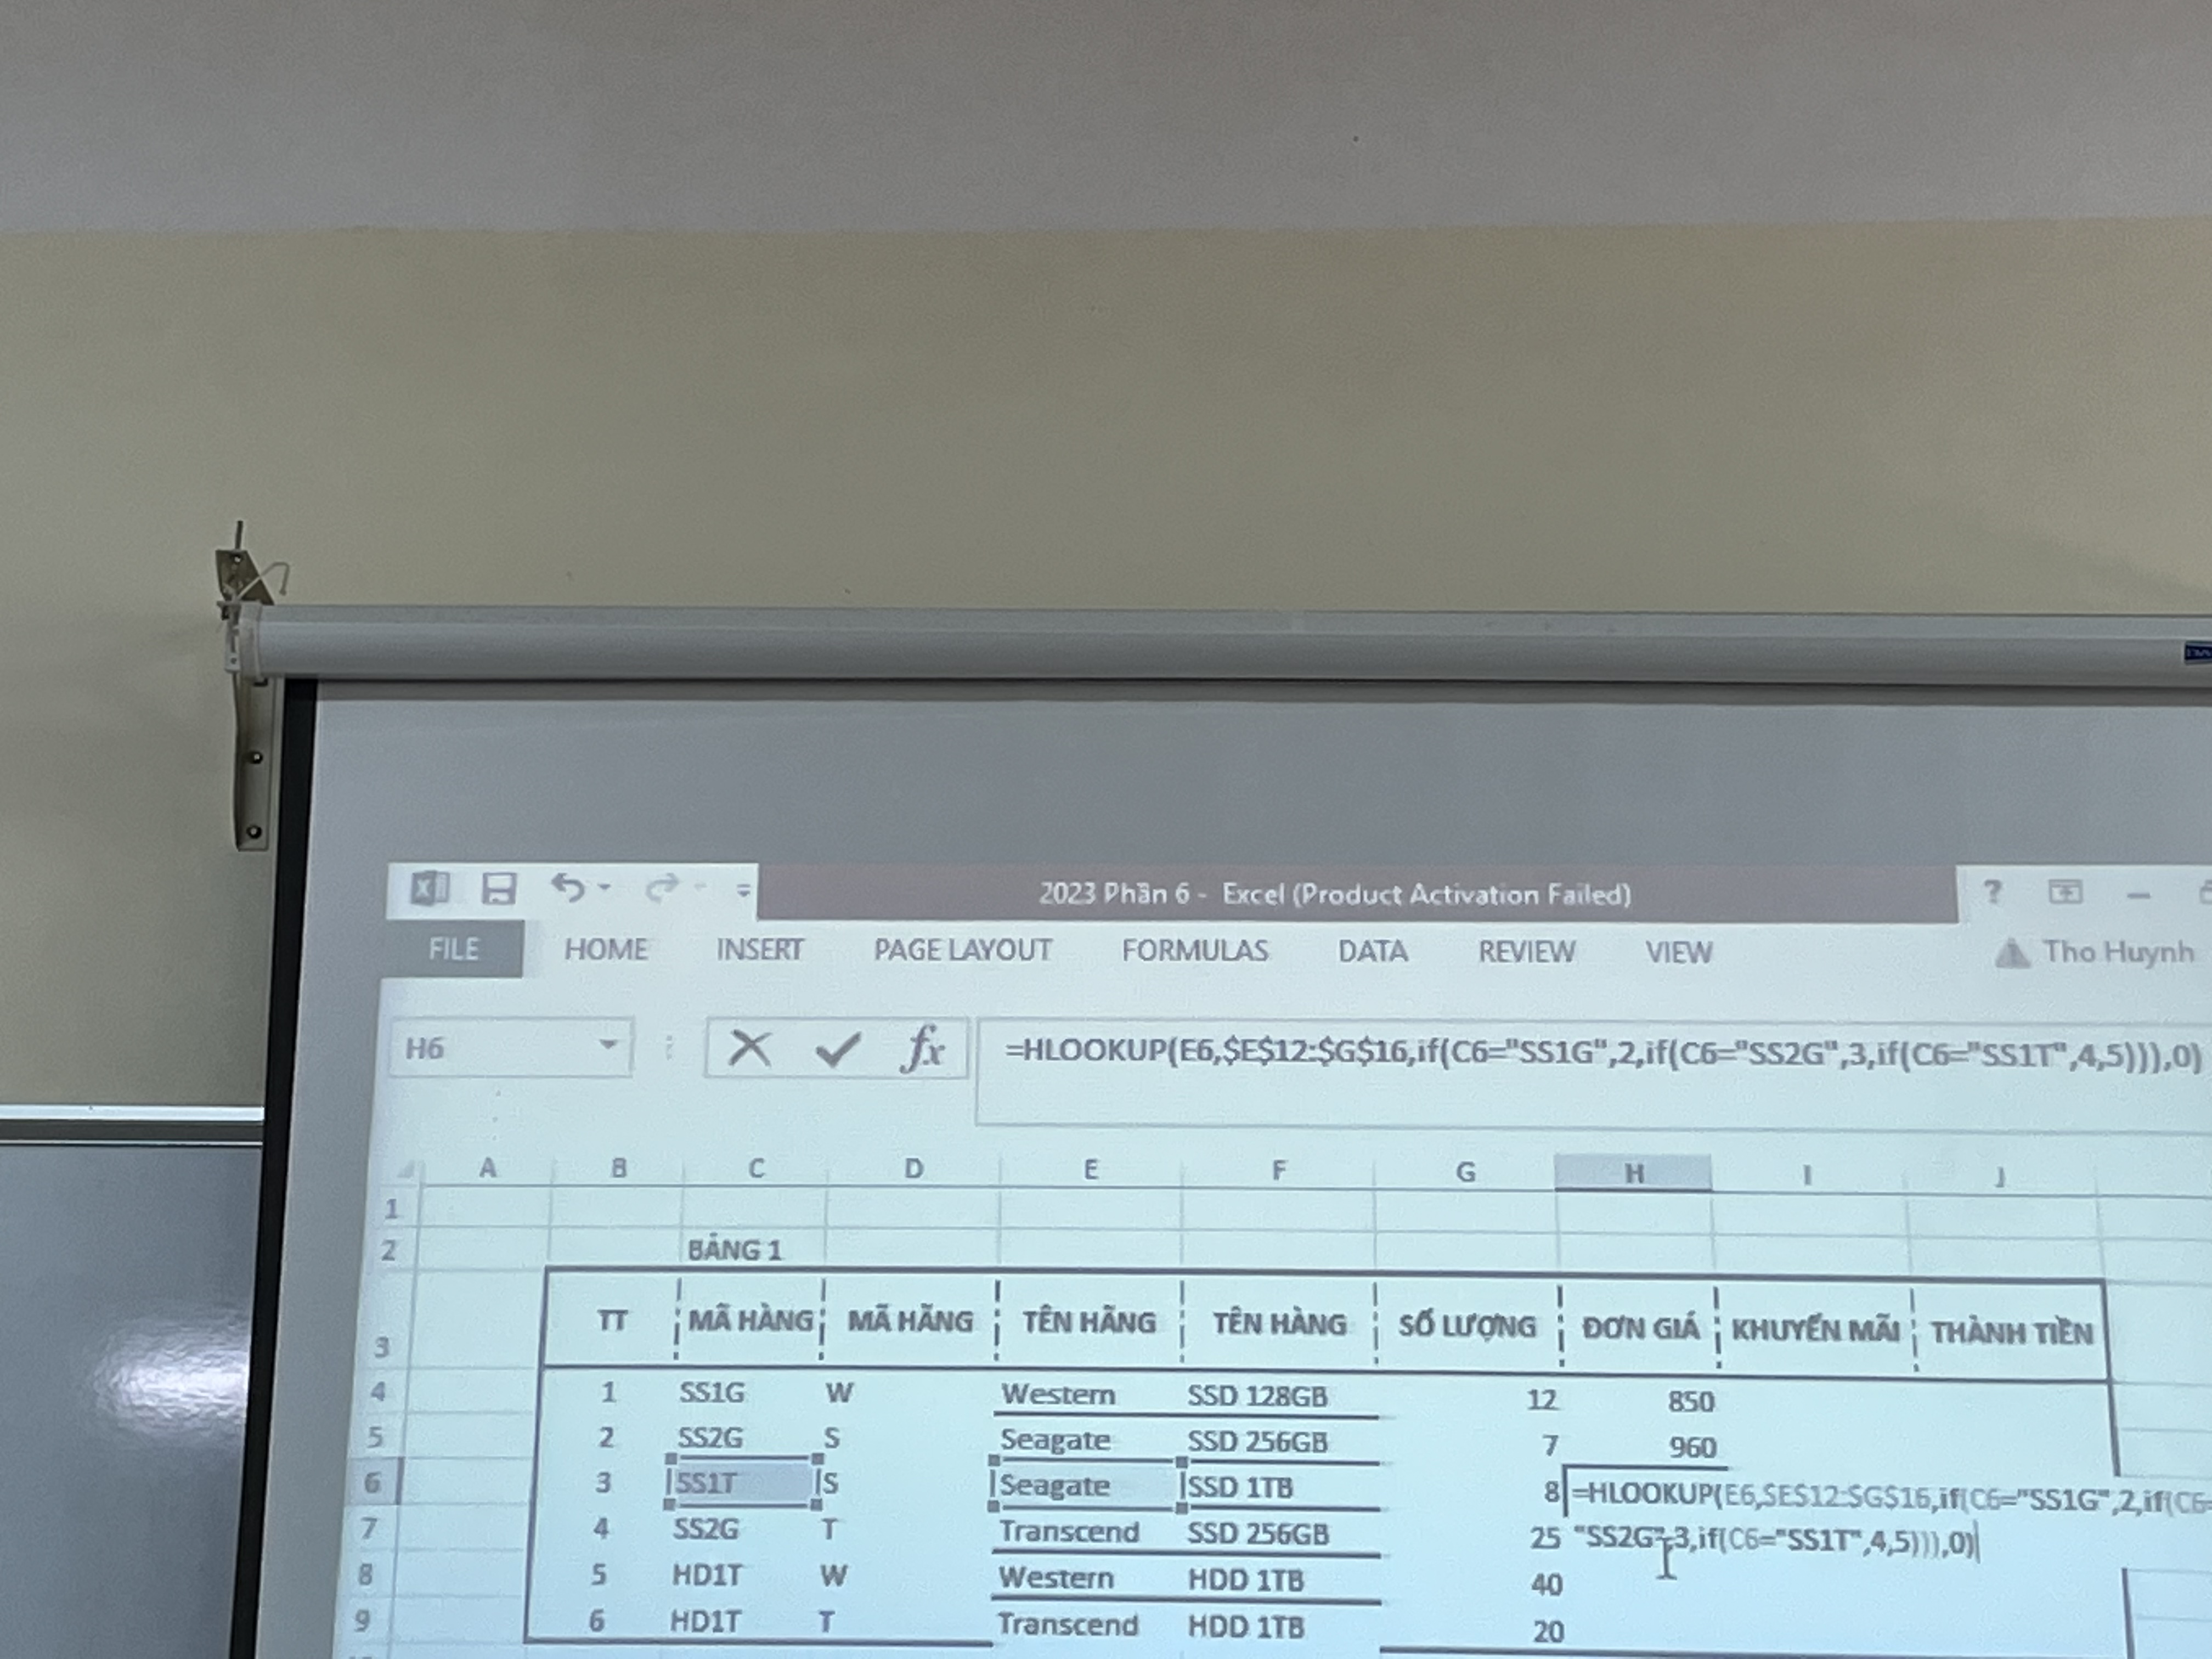 2023 Phần 6 - Excel (Product Activation Failed)
?
FILE HOME INSERT PAGE LAYOUT FORMULAS DATA REVIEW VIEW Tho Huynh
H6 fx =HLOOKUP(E6,$E$12:$G$16,if(C6="SS1G",2,if(C6="SS2G",3,if(C6="SS1T",4,5))),0)
A B C D E F G H I J
1
2 BẢNG 1
3 TT MÃ HÀNG MÃ HÃNG TÊN HÃNG TÊN HÀNG SỐ LƯỢNG ĐƠN GIÁ KHUYẾN MÃI THÀNH TIỀN
4 1 SS1G W Western SSD 128GB 12 850
5 2 SS2G S Seagate SSD 256GB 7 960
6 3 SS1T S Seagate SSD 1TB 8 =HLOOKUP(E6,$E$12:$G$16,if(C6="SS1G",2,if(C6=
7 4 SS2G T Transcend SSD 256GB 25 "SS2G",3,if(C6="SS1T",4,5))),0)
8 5 HD1T W Western HDD 1TB 40
9 6 HD1T T Transcend HDD 1TB 20